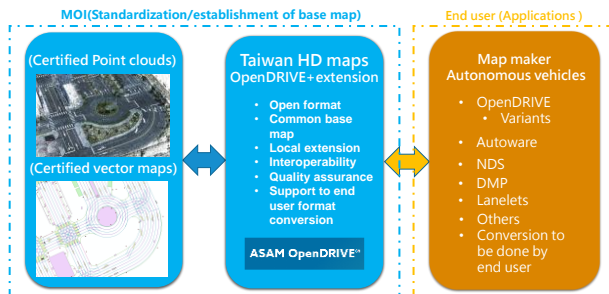 MOI(Standardization/establishment of base map)
End user (Applications )
(Certified Point clouds)
(Certified vector maps)
Taiwan HD maps
OpenDRIVE+extension
• Open format
• Common base
map
• Local extension
• Interoperability
• Quality assurance
• Support to end
user format
conversion
ASAM OpenDRIVE
Map maker
Autonomous vehicles
• OpenDRIVE
• Variants
• Autoware
• NDS
• DMP
• Lanelets
• Others
• Conversion to
be done by
end user